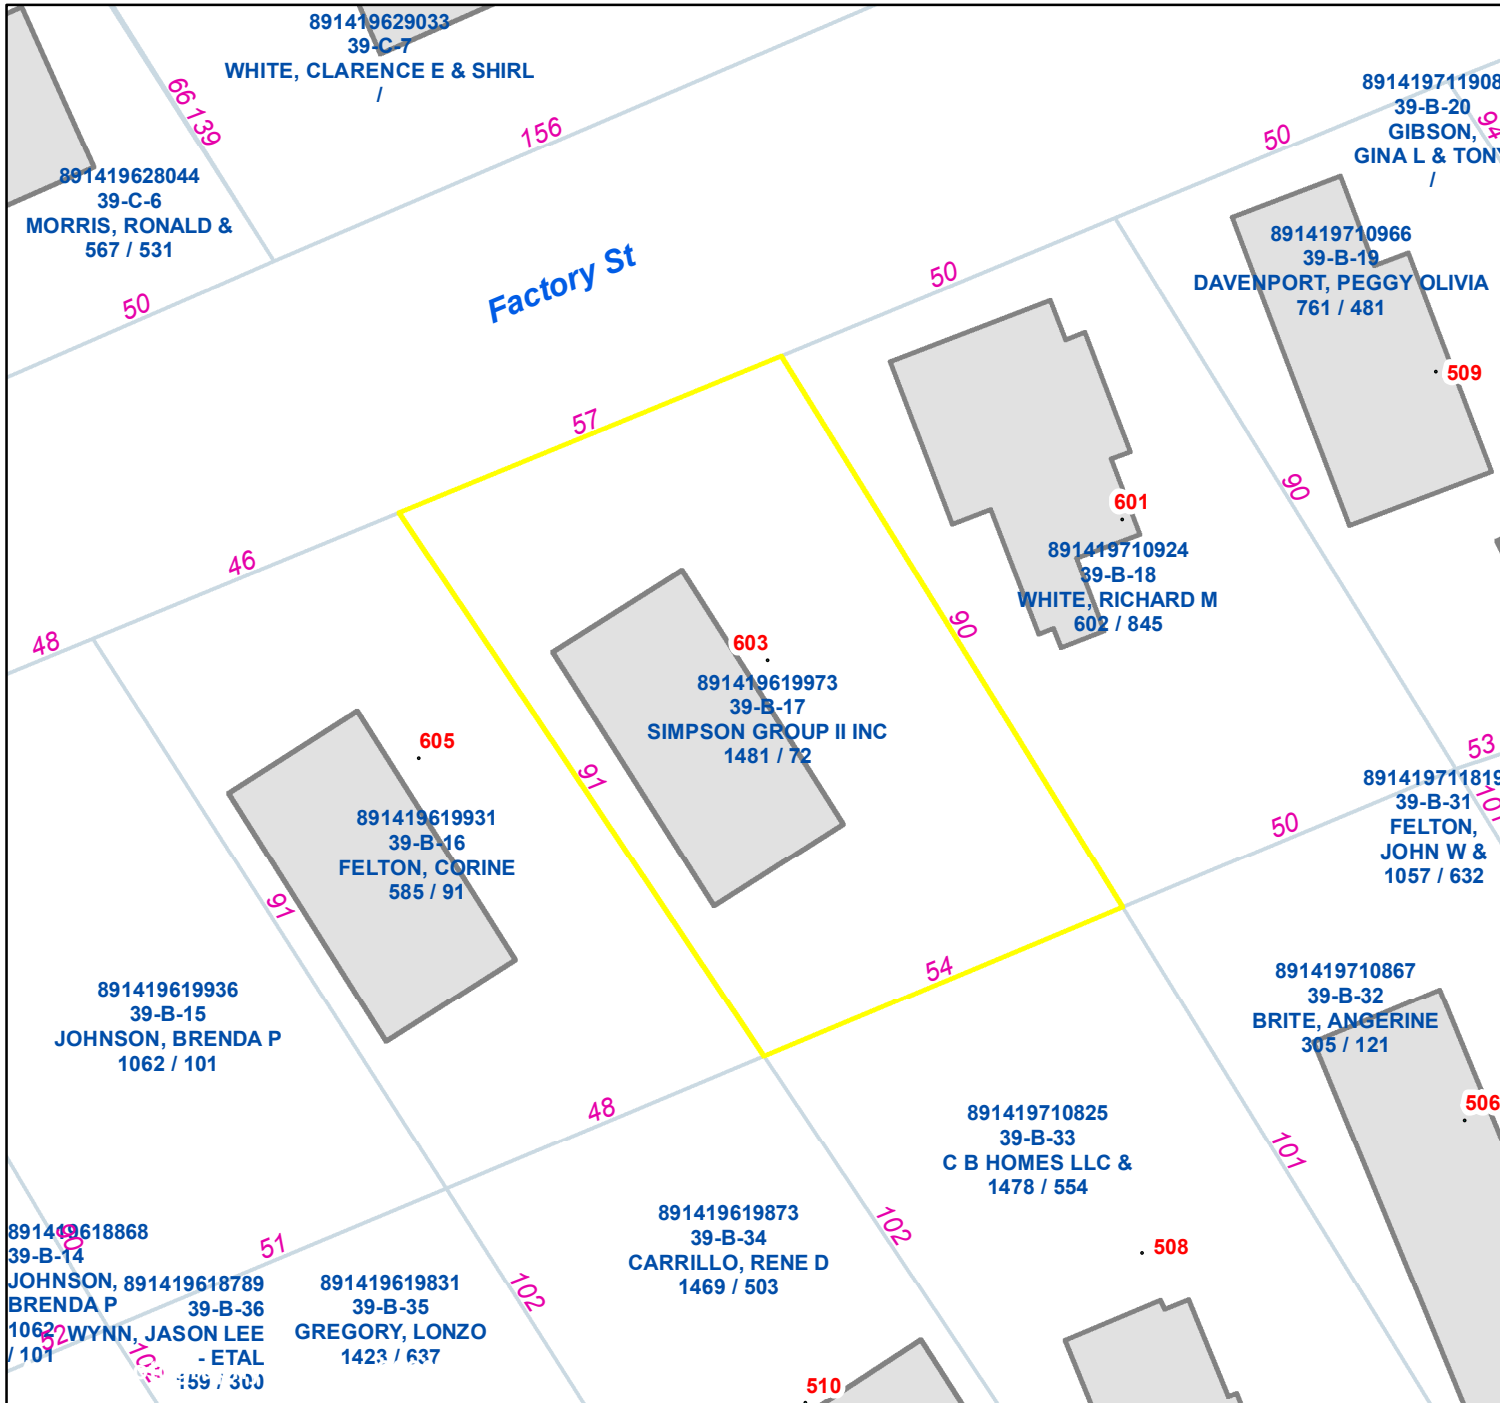 891419629033
39-C-7
WHITE, CLARENCE E & SHIRL
/
66
139
156
50
891419711908
39-B-20
GIBSON,
GINA L & TONY
/
94
891419628044
39-C-6
MORRIS, RONALD &
567 / 531
50
Factory St
50
891419710966
39-B-19
DAVENPORT, PEGGY OLIVIA
761 / 481
509
57
46
48
90
601
891419710924
39-B-18
WHITE, RICHARD M
602 / 845
90
603
891419619973
39-B-17
SIMPSON GROUP II INC
1481 / 72
91
605
891419619931
39-B-16
FELTON, CORINE
585 / 91
91
53
891419711819
39-B-31
FELTON,
JOHN W &
1057 / 632
101
50
54
891419619936
39-B-15
JOHNSON, BRENDA P
1062 / 101
891419710867
39-B-32
BRITE, ANGERINE
305 / 121
506
48
891419710825
39-B-33
C B HOMES LLC &
1478 / 554
101
508
891419619873
39-B-34
CARRILLO, RENE D
1469 / 503
102
102
891419618868
39-B-14
JOHNSON,
BRENDA P
1062
/ 101
90
51
52
891419618789
39-B-36
WYNN, JASON LEE
- ETAL
159 / 300
891419619831
39-B-35
GREGORY, LONZO
1423 / 637
510